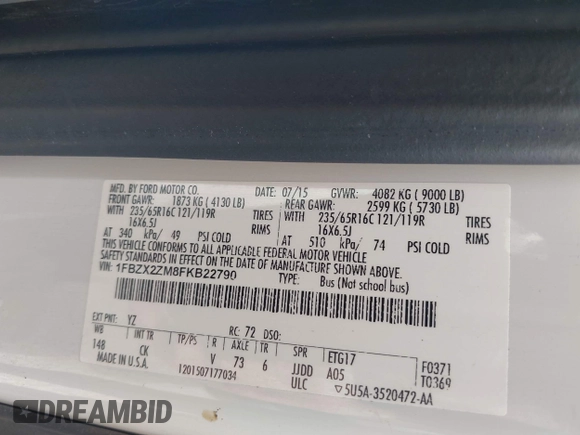 MFD. BY FORD MOTOR CO. DATE: 07/15 GVWR: 4082 KG ( 9000 LB)
FRONT GAWR: 1873 KG ( 4130 LB) REAR GAWR: 2599 KG ( 5730 LB)
WITH 235/65R16C 121/119R TIRES WITH 235/65R16C 121/119R TIRES
16X6.5J RIMS 16X6.5J RIMS
AT 340 kPa/ 49 PSI COLD AT 510 kPa/ 74 PSI COLD
THIS VEHICLE CONFORMS TO ALL APPLICABLE FEDERAL MOTOR VEHICLE
SAFETY STANDARDS IN EFFECT ON THE DATE OF MANUFACTURE SHOWN ABOVE.
VIN: 1FBZX2ZM8FKB22790 TYPE: Bus (Not school bus)
EXT PNT: YZ RC: 72 DSO:
WB INT TR TP/PS R AXLE TR SPR ETG17 F0371
148 CK V 73 6 JJDD A05 T0369
MADE IN U.S.A. 1201507177034 ULC 5U5A-3520472-AA
DREAMBID